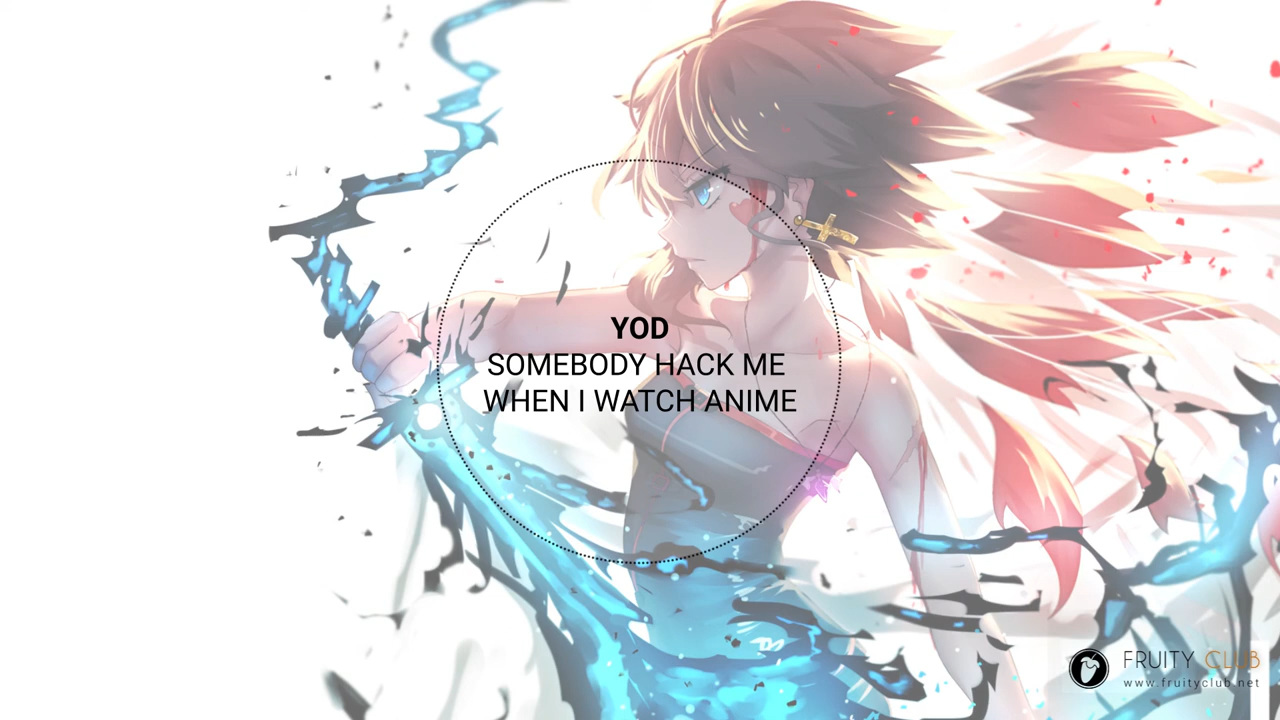 YOD
SOMEBODY HACK ME
WHEN I WATCH ANIME
FRUITY CLUB
www.fruityclub.net